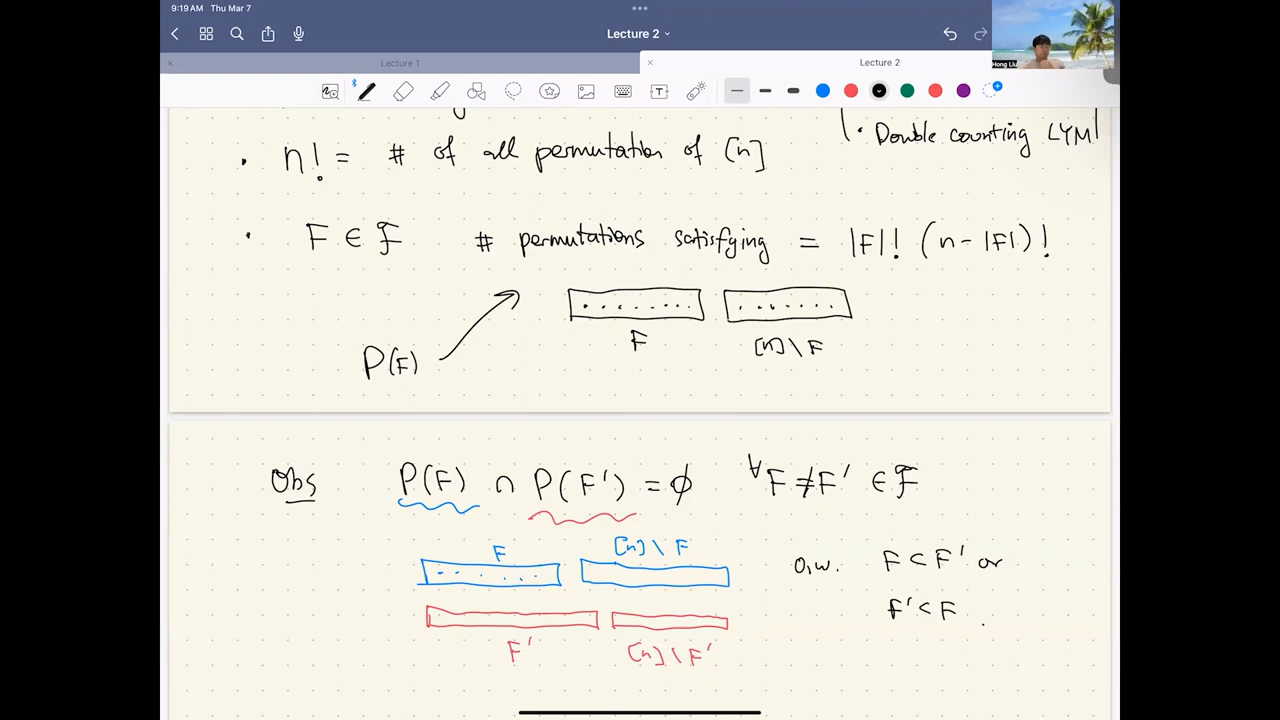 9:19 AM Thu Mar 7
Lecture 2
Lecture 1
Lecture 2
Hong Liu
• Double counting LYM
• n! = # of all permutation of [n]
• F ∈ ℱ # permutations satisfying = |F|! (n-|F|)!
F [n]\F
P(F)
Obs P(F) ∩ P(F') = ϕ ∀F ≠ F' ∈ ℱ
F [n]\F
O.w. F ⊂ F' or
F' ⊂ F
F' [n]\F'